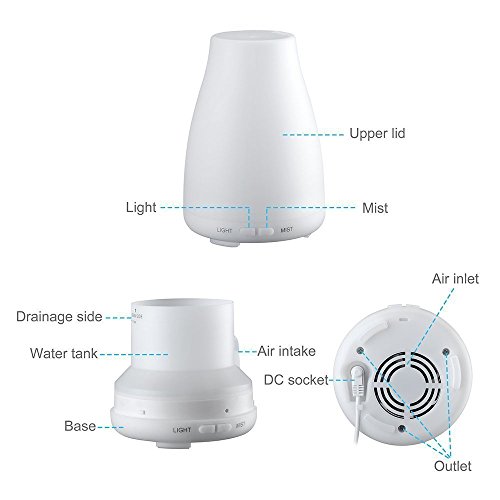 Upper lid
Light
Mist
LIGHT
MIST
Air inlet
Drainage side
Water tank
Air intake
DC socket
Base
LIGHT
MIST
Outlet